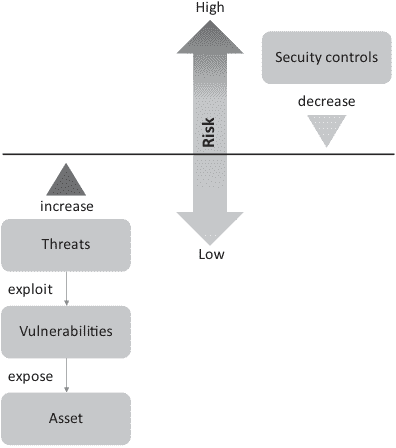 High
Secuity controls
decrease
Risk
increase
Threats
Low
exploit
Vulnerabilities
expose
Asset